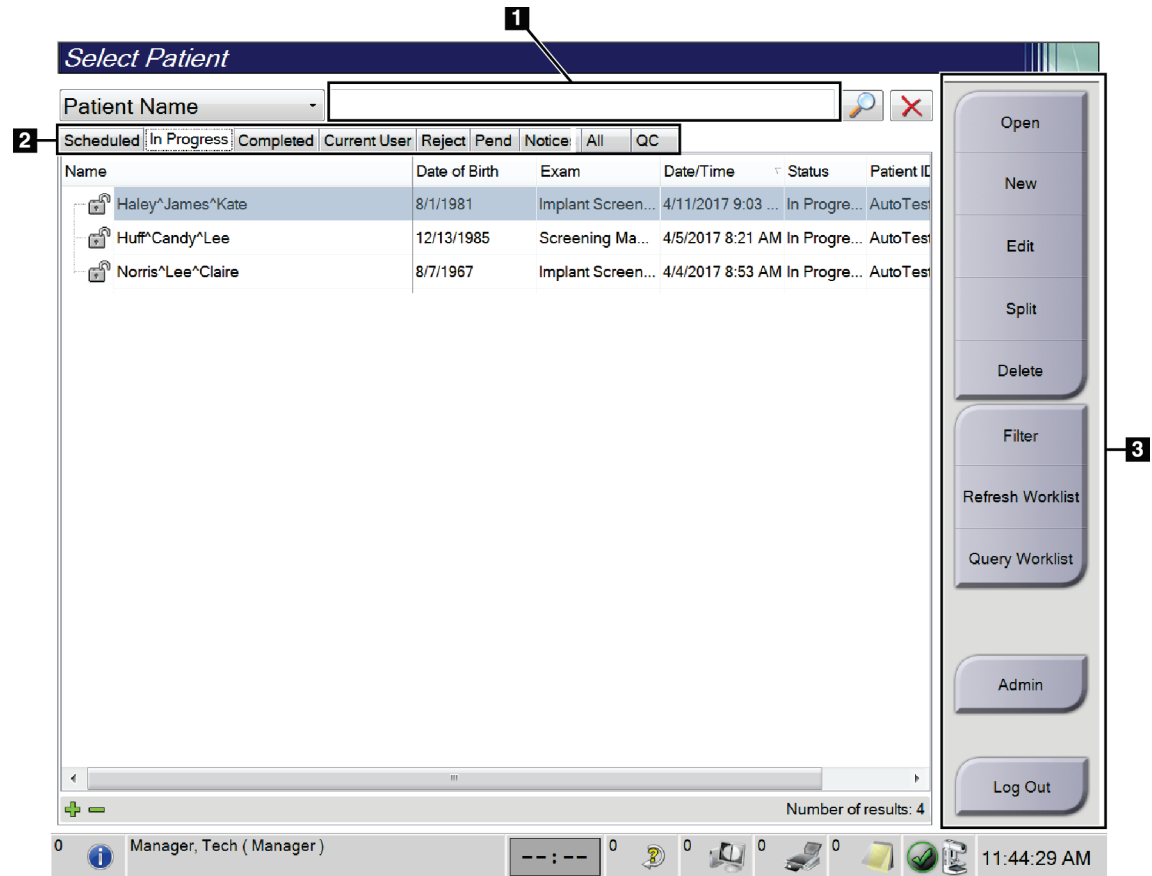 1
Select Patient
Patient Name
2
Scheduled In Progress Completed Current User Reject Pend Notice All QC
Name Date of Birth Exam Date/Time Status Patient ID
Haley^James^Kate 8/1/1981 Implant Screen... 4/11/2017 9:03 ... In Progre... AutoTest
Huff^Candy^Lee 12/13/1985 Screening Ma... 4/5/2017 8:21 AM In Progre... AutoTest
Norris^Lee^Claire 8/7/1967 Implant Screen... 4/4/2017 8:53 AM In Progre... AutoTest
Open
New
Edit
Split
Delete
Filter
3
Refresh Worklist
Query Worklist
Admin
Log Out
Number of results: 4
0 Manager, Tech ( Manager ) --:-- 0 0 0 0 11:44:29 AM